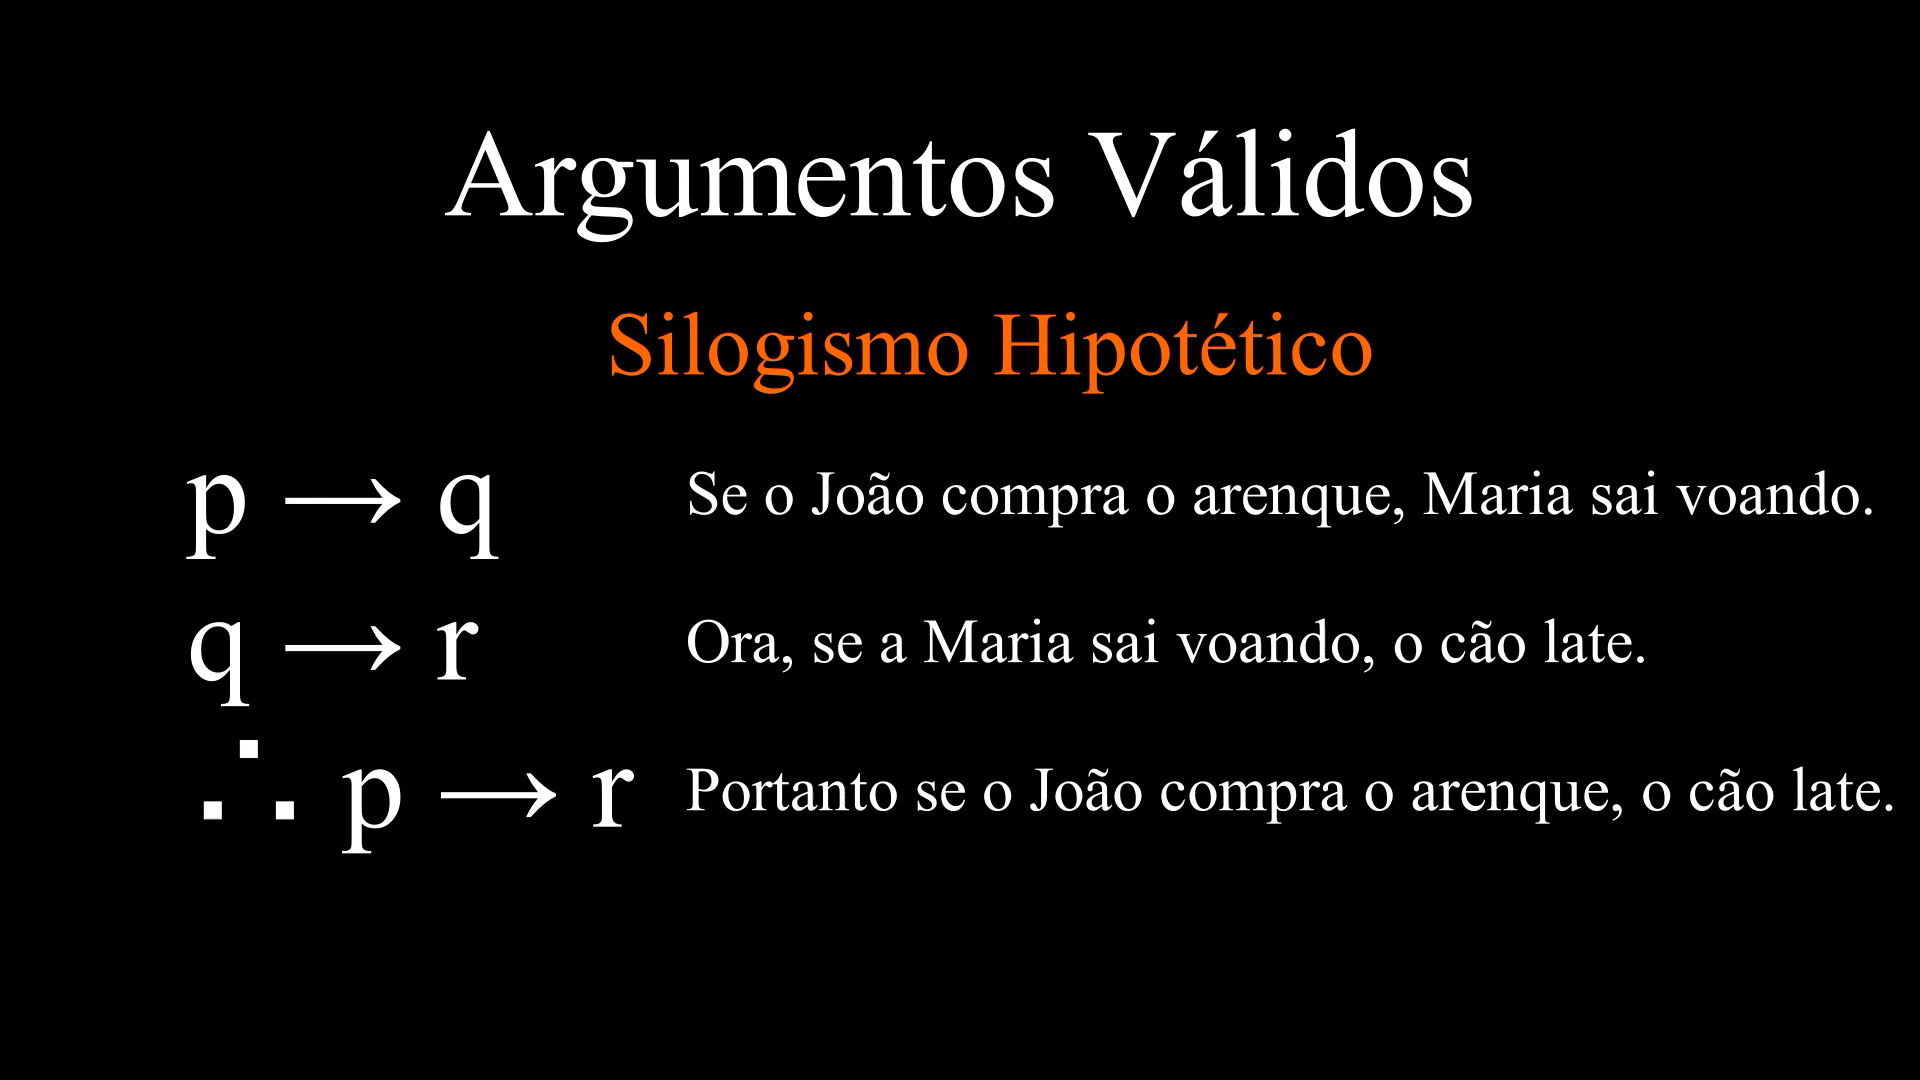 Argumentos Válidos
Silogismo Hipotético
p → q Se o João compra o arenque, Maria sai voando.
q → r Ora, se a Maria sai voando, o cão late.
∴ p → r Portanto se o João compra o arenque, o cão late.